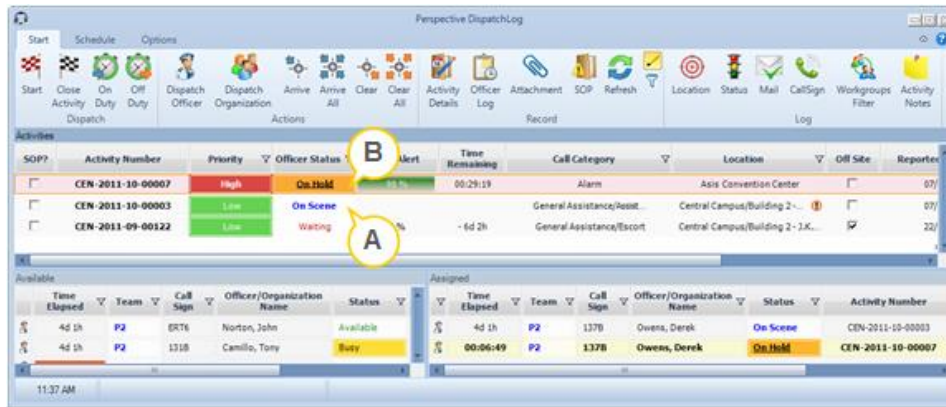 Perspective DispatchLog
Start Schedule Options
Start Close Activity On Duty Off Duty Dispatch Officer Dispatch Organization Arrive Arrive All Clear Clear All Activity Details Officer Log Attachment SOP Refresh Location Status Mail CallSign Workgroups Filter Activity Notes
Dispatch Actions Record Log
Activities
SOP? Activity Number Priority Officer Status Alert Time Remaining Call Category Location Off Site Reported
B
CEN-2011-10-00007 High On Hold 00:29:19 Alarm Asis Convention Center 07/
CEN-2011-10-00003 Low On Scene General Assistance/Assist... Central Campus/Building 2 -... 07/
CEN-2011-09-00122 Low Waiting % - 6d 2h General Assistance/Escort Central Campus/Building 2 - J.K... 22/
A
Available Assigned
Time Elapsed Team Call Sign Officer/Organization Name Status Time Elapsed Team Call Sign Officer/Organization Name Status Activity Number
4d 1h P2 ERT6 Norton, John Available 4d 1h P2 137B Owens, Derek On Scene CEN-2011-10-00003
4d 1h P2 131B Camillo, Tony Busy 00:06:49 P2 137B Owens, Derek On Hold CEN-2011-10-00007
11:37 AM